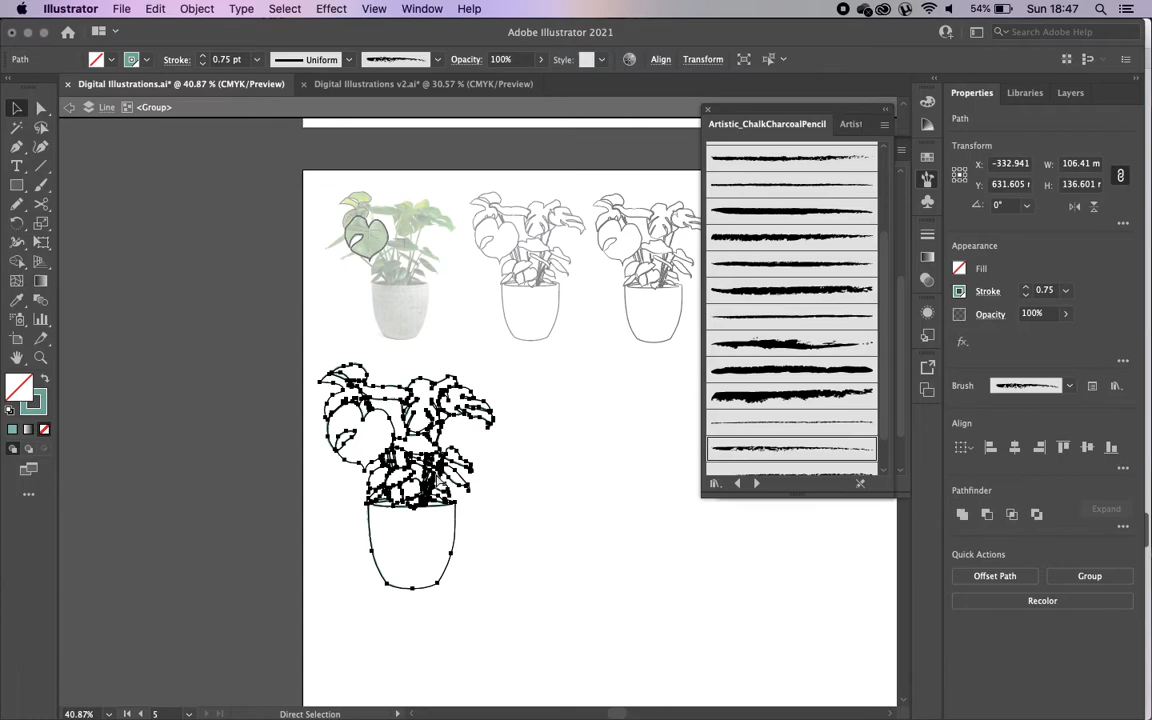 Illustrator File Edit Object Type Select Effect View Window Help 54% Sun 18:47
Adobe Illustrator 2021
Search Adobe Help
Path Stroke: 0.75 pt Uniform Opacity: 100% Style: Align Transform
× Digital Illustrations.ai* @ 40.87 % (CMYK/Preview) × Digital Illustrations v2.ai* @ 30.57 % (CMYK/Preview)
Line <Group>
Artistic_ChalkCharcoalPencil Artist
Properties Libraries Layers
Path
Transform
X: -332.941 W: 106.41 m
Y: 631.605 r H: 136.601 r
0°
Appearance
Fill
Stroke 0.75
Opacity 100%
fx.
Brush
Align
Pathfinder
Expand
Quick Actions
Offset Path Group
Recolor
40.87% 5 Direct Selection